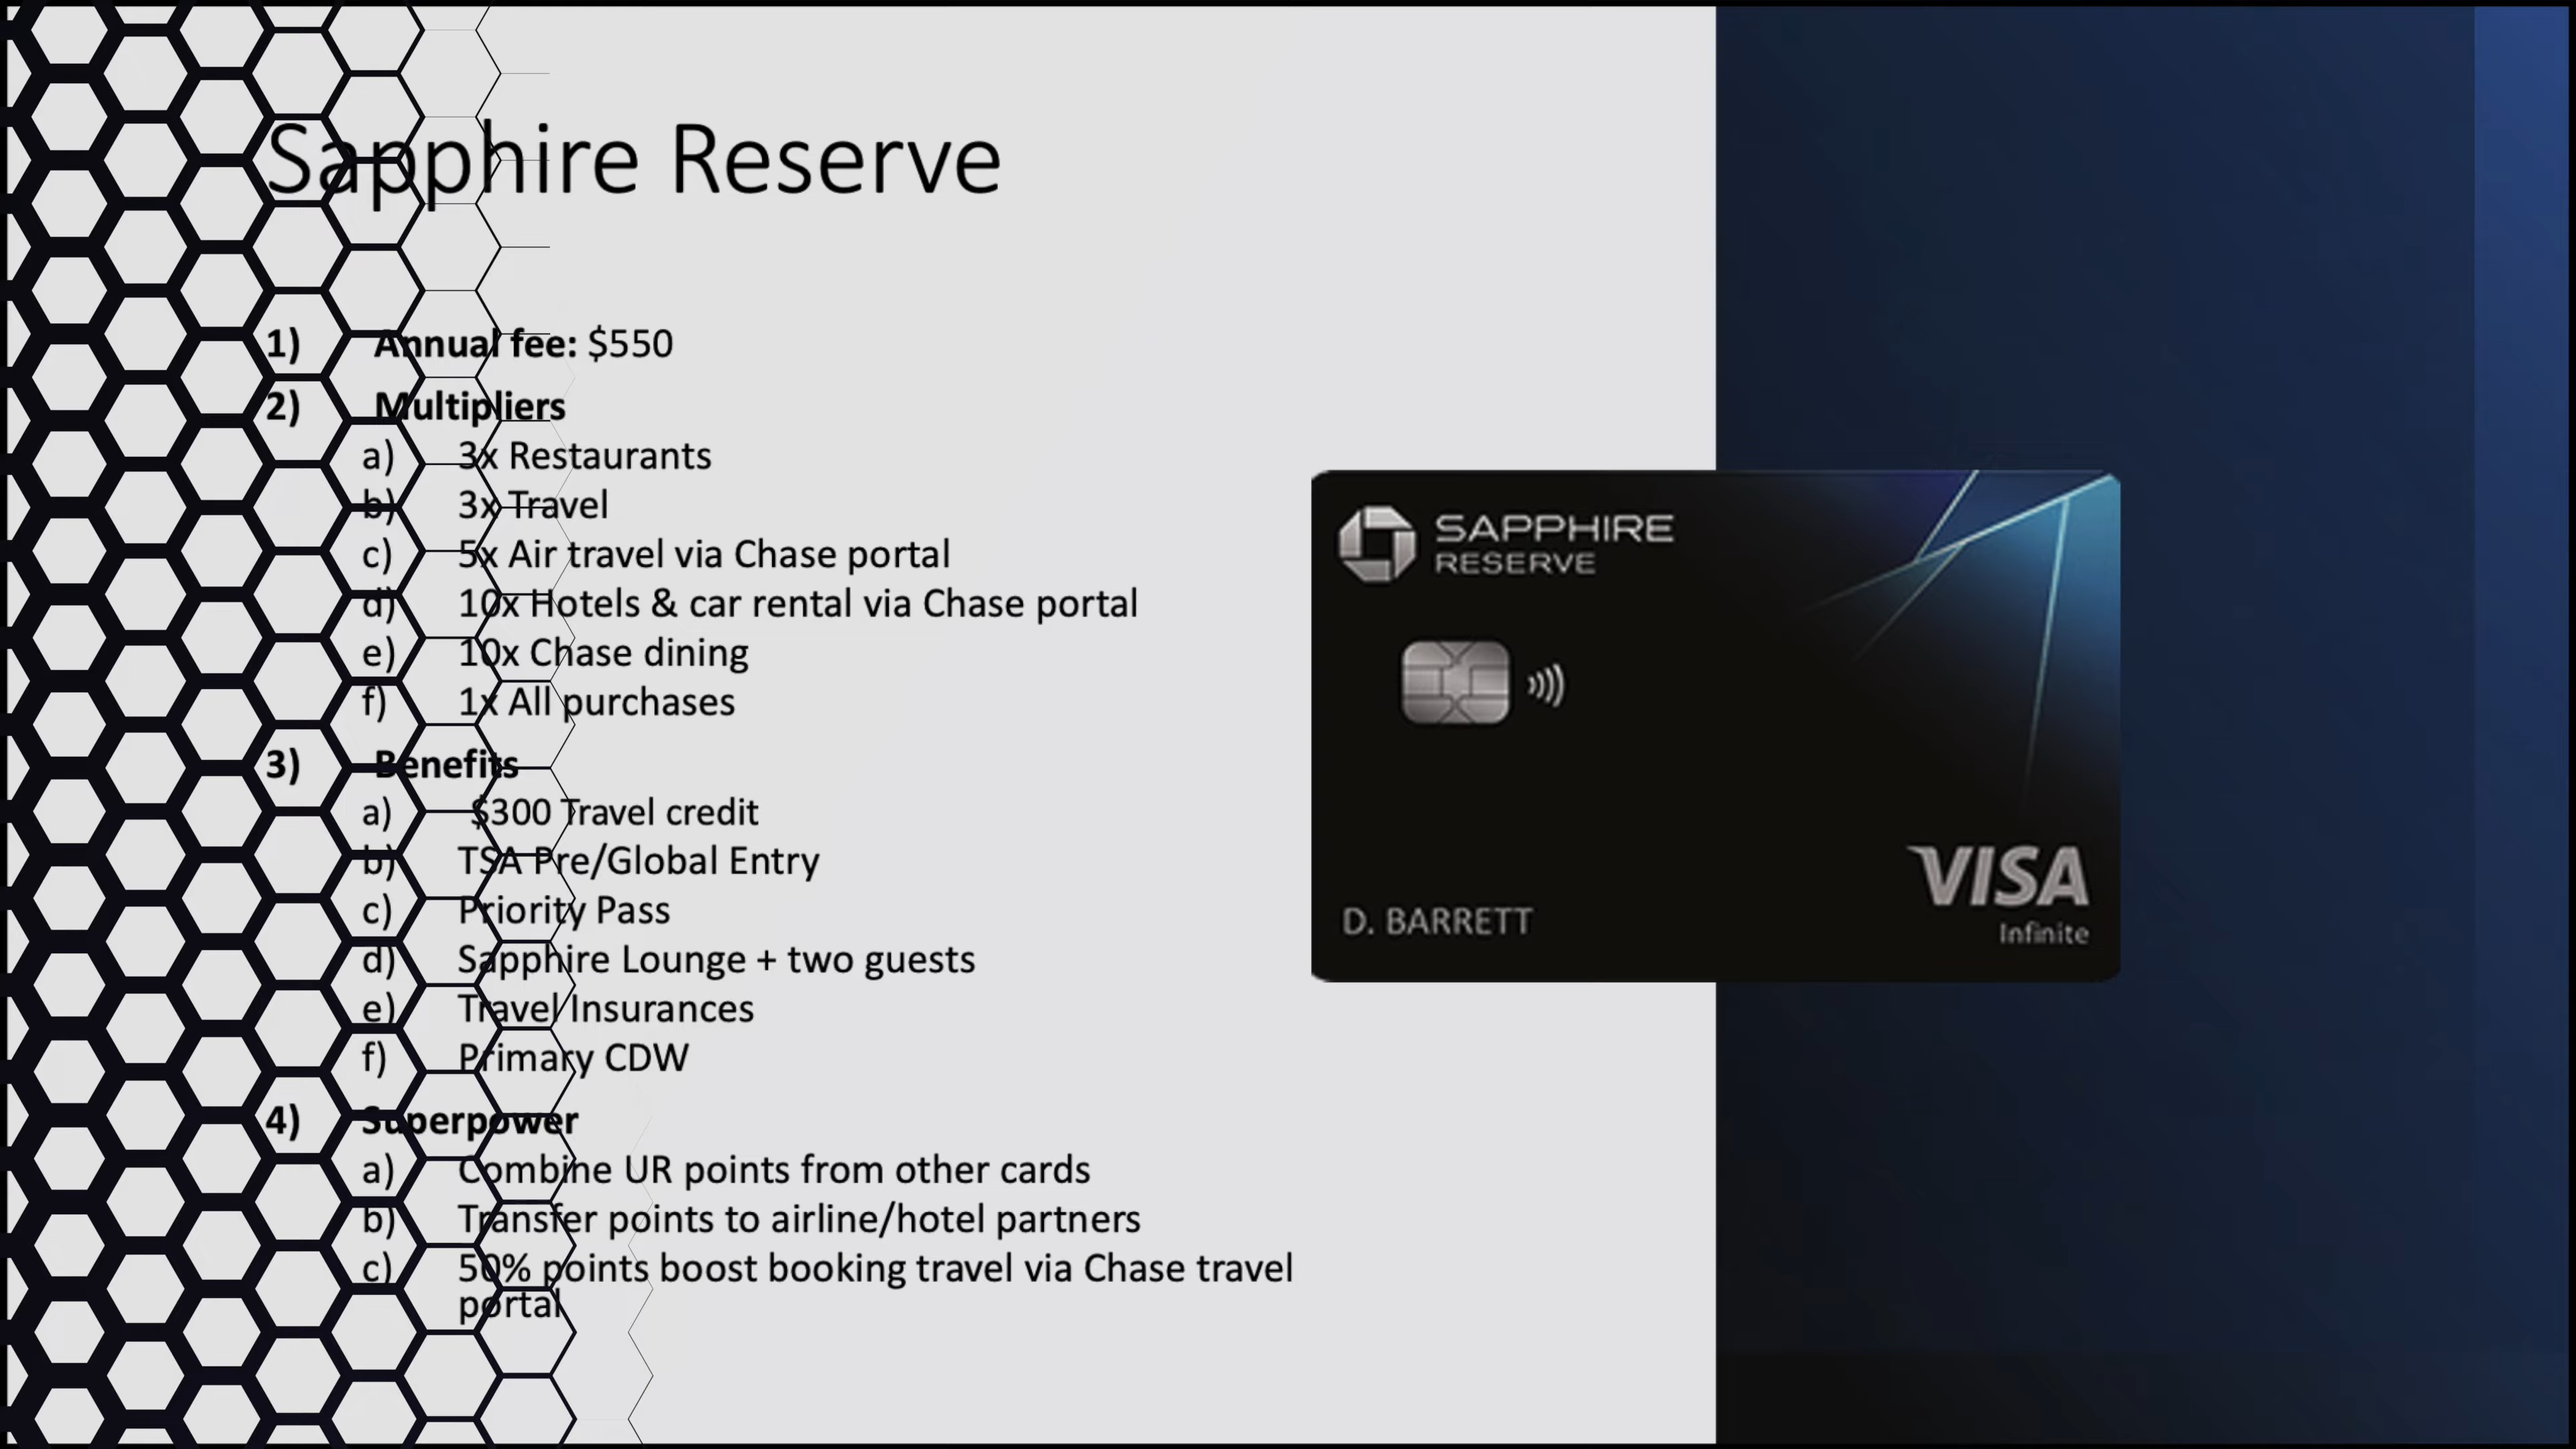 Sapphire Reserve
1) Annual fee: $550
2) Multipliers
a) 3x Restaurants
b) 3x Travel
c) 5x Air travel via Chase portal
d) 10x Hotels & car rental via Chase portal
e) 10x Chase dining
f) 1x All purchases
3) Benefits
a) $300 Travel credit
b) TSA Pre/Global Entry
c) Priority Pass
d) Sapphire Lounge + two guests
e) Travel Insurances
f) Primary CDW
4) Superpower
a) Combine UR points from other cards
b) Transfer points to airline/hotel partners
c) 50% points boost booking travel via Chase travel
portal
SAPPHIRE
RESERVE
D. BARRETT
VISA
Infinite